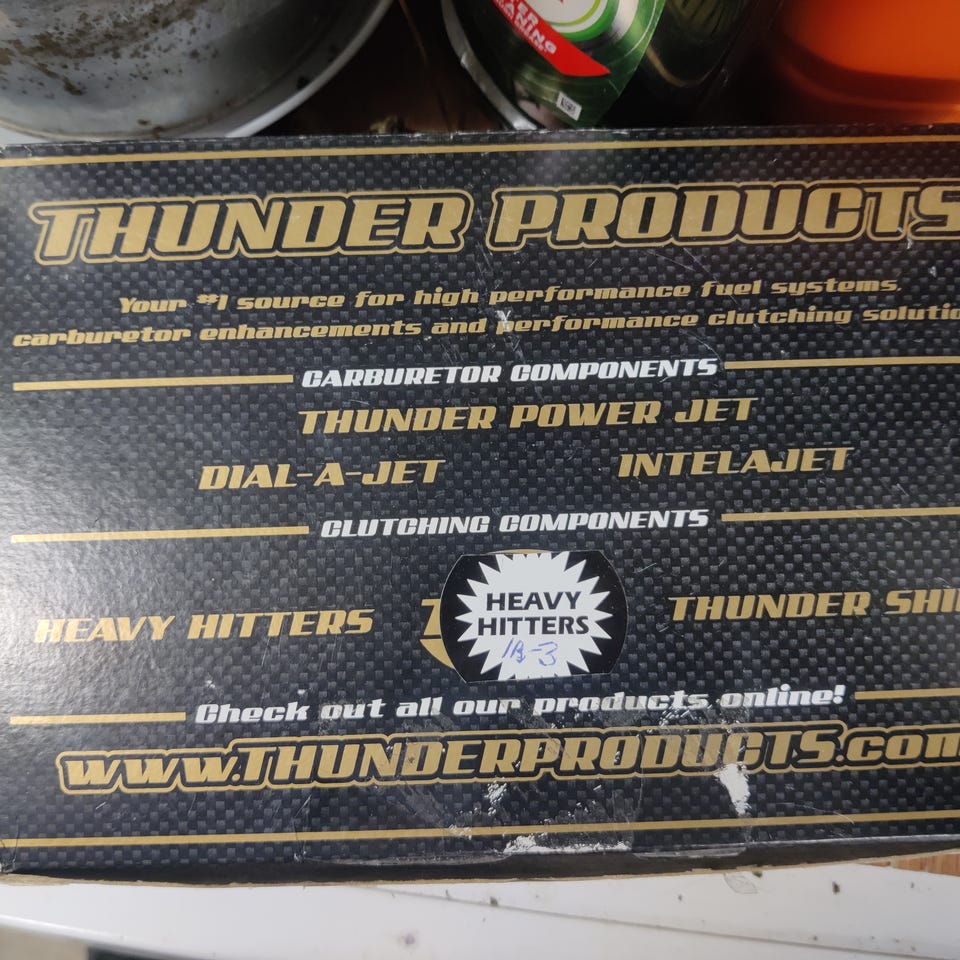 THUNDER PRODUCTS
Your #1 source for high performance fuel systems,
carburetor enhancements and performance clutching
CARBURETOR COMPONENTS
THUNDER POWER JET
DIAL-A-JET INTELAJET
CLUTCHING COMPONENTS
HEAVY HITTERS
HEAVY
HITTERS
THUNDER
Check out all our products online!
www.THUNDERPRODUCTS.com